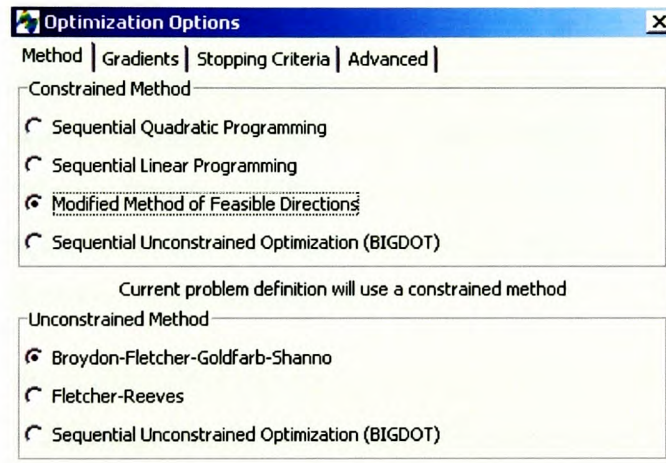 Optimization Options
Method Gradients Stopping Criteria Advanced
Constrained Method
Sequential Quadratic Programming
Sequential Linear Programming
Modified Method of Feasible Directions
Sequential Unconstrained Optimization (BIGDOT)
Current problem definition will use a constrained method
Unconstrained Method
Broydon-Fletcher-Goldfarb-Shanno
Fletcher-Reeves
Sequential Unconstrained Optimization (BIGDOT)